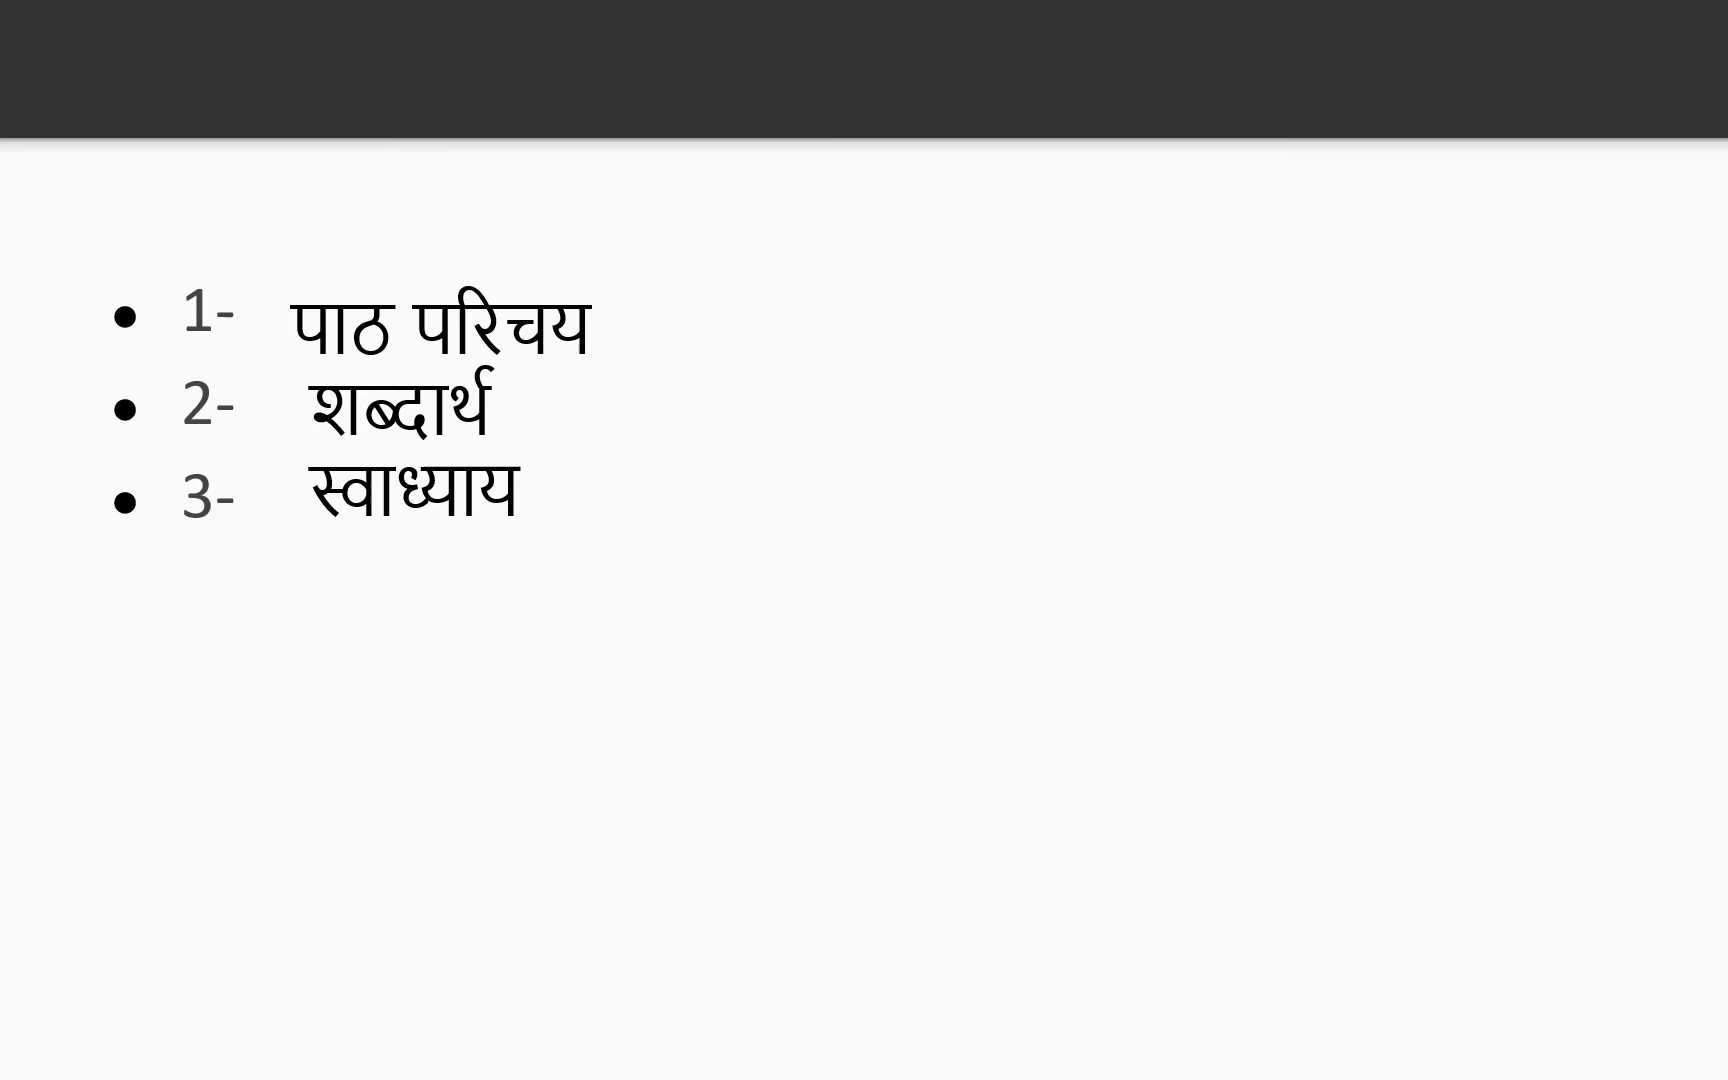 • 1- पाठ परिचय
• 2- शब्दार्थ
• 3- स्वाध्याय